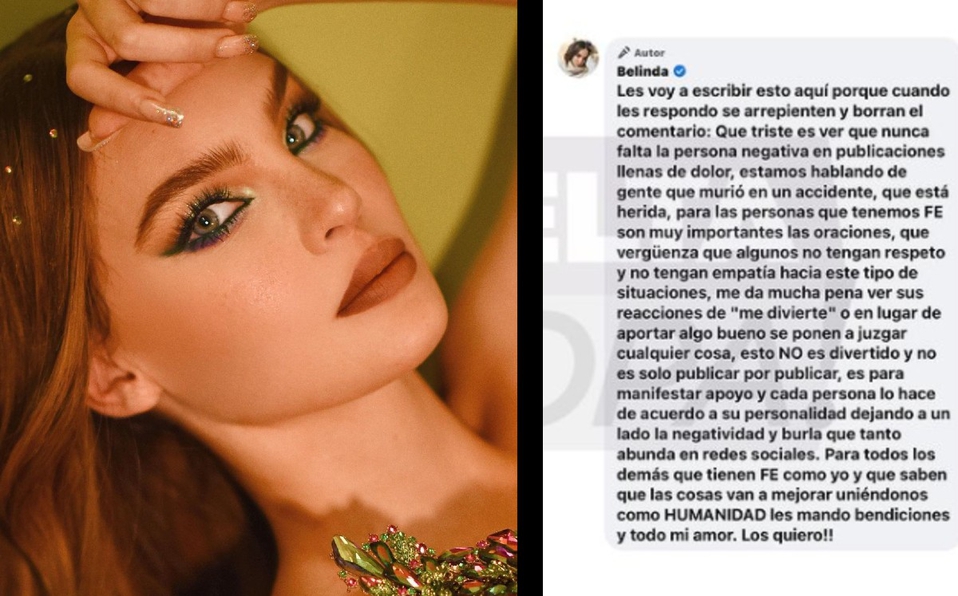 Autor
Belinda
Les voy a escribir esto aquí porque cuando
les respondo se arrepienten y borran el
comentario: Que triste es ver que nunca
falta la persona negativa en publicaciones
llenas de dolor, estamos hablando de
gente que murió en un accidente, que está
herida, para las personas que tenemos FE
son muy importantes las oraciones, que
vergüenza que algunos no tengan respeto
y no tengan empatía hacia este tipo de
situaciones, me da mucha pena ver sus
reacciones de "me divierte" o en lugar de
aportar algo bueno se ponen a juzgar
cualquier cosa, esto NO es divertido y no
es solo publicar por publicar, es para
manifestar apoyo y cada persona lo hace
de acuerdo a su personalidad dejando a un
lado la negatividad y burla que tanto
abunda en redes sociales. Para todos los
demás que tienen FE como yo y que saben
que las cosas van a mejorar uniéndonos
como HUMANIDAD les mando bendiciones
y todo mi amor. Los quiero!!